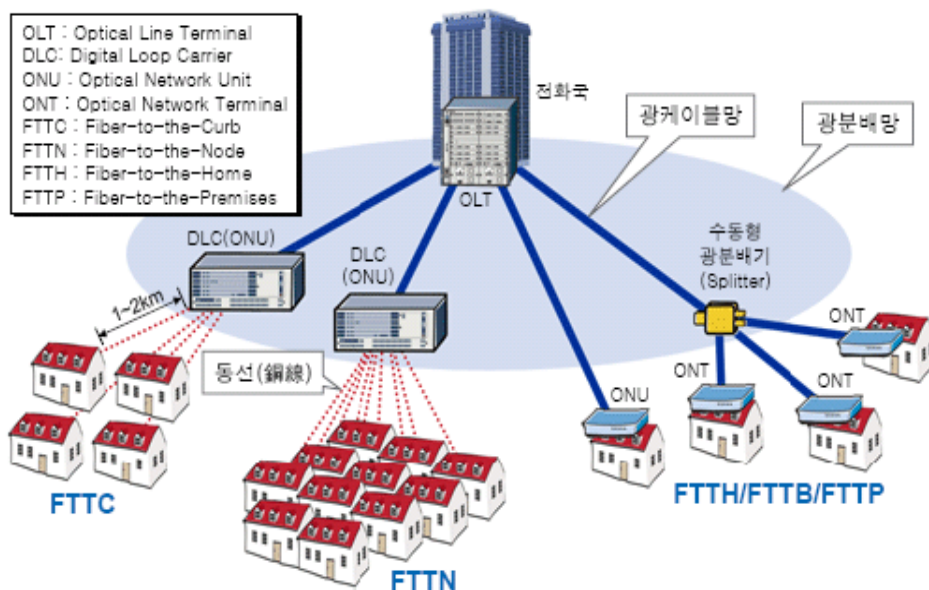 OLT : Optical Line Terminal
DLC: Digital Loop Carrier
ONU : Optical Network Unit
ONT : Optical Network Terminal
FTTC : Fiber-to-the-Curb
FTTN : Fiber-to-the-Node
FTTH : Fiber-to-the-Home
FTTP : Fiber-to-the-Premises
전화국
광케이블망
광분배망
OLT
DLC(ONU)
DLC
(ONU)
수동형
광분배기
(Splitter)
1~2km
동선(銅線)
ONT
ONT
ONT
ONU
FTTC
FTTN
FTTH/FTTB/FTTP